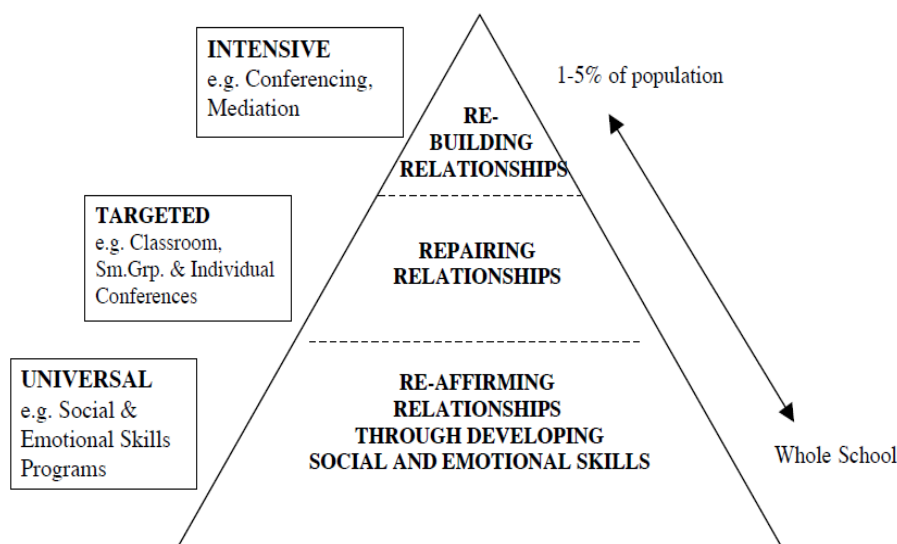 INTENSIVE
e.g. Conferencing,
Mediation
1-5% of population
RE-
BUILDING
RELATIONSHIPS
TARGETED
e.g. Classroom,
Sm.Grp. & Individual
Conferences
REPAIRING
RELATIONSHIPS
UNIVERSAL
e.g. Social &
Emotional Skills
Programs
RE-AFFIRMING
RELATIONSHIPS
THROUGH DEVELOPING
SOCIAL AND EMOTIONAL SKILLS
Whole School